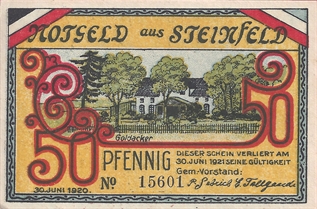 NOTGELD aus STEINFELD
50
50
Goldacker
PFENNIG
DIESER SCHEIN VERLIERT AM
30. JUNI 1921 SEINE GÜLTIGKEIT
Gem.-Vorstand:
30. JUNI 1920.
No 15601